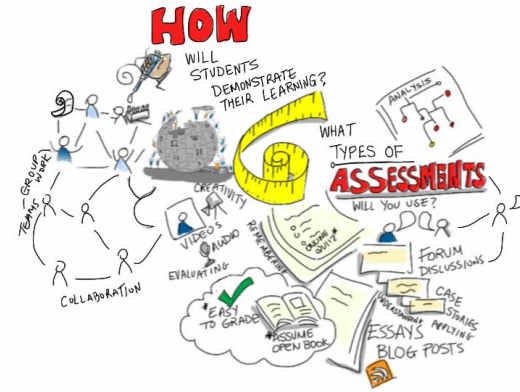 HOW
WILL
STUDENTS
DEMONSTRATE
THEIR LEARNING?
WHAT
TYPES OF
ASSESSMENTS
WILL YOU USE?
ANALYSIS
GROUP
WORK
TEAMS
COLLABORATION
CREATIVITY
VIDEO'S
AUDIO
EVALUATING
REMEMBERING
ONLINE
QUIZ*
*EASY
TO GRADE
*ASSUME
OPEN BOOK
FORUM
DISCUSSIONS
CASE
STORIES
UNDERSTANDING
APPLYING
ESSAYS
BLOG POSTS